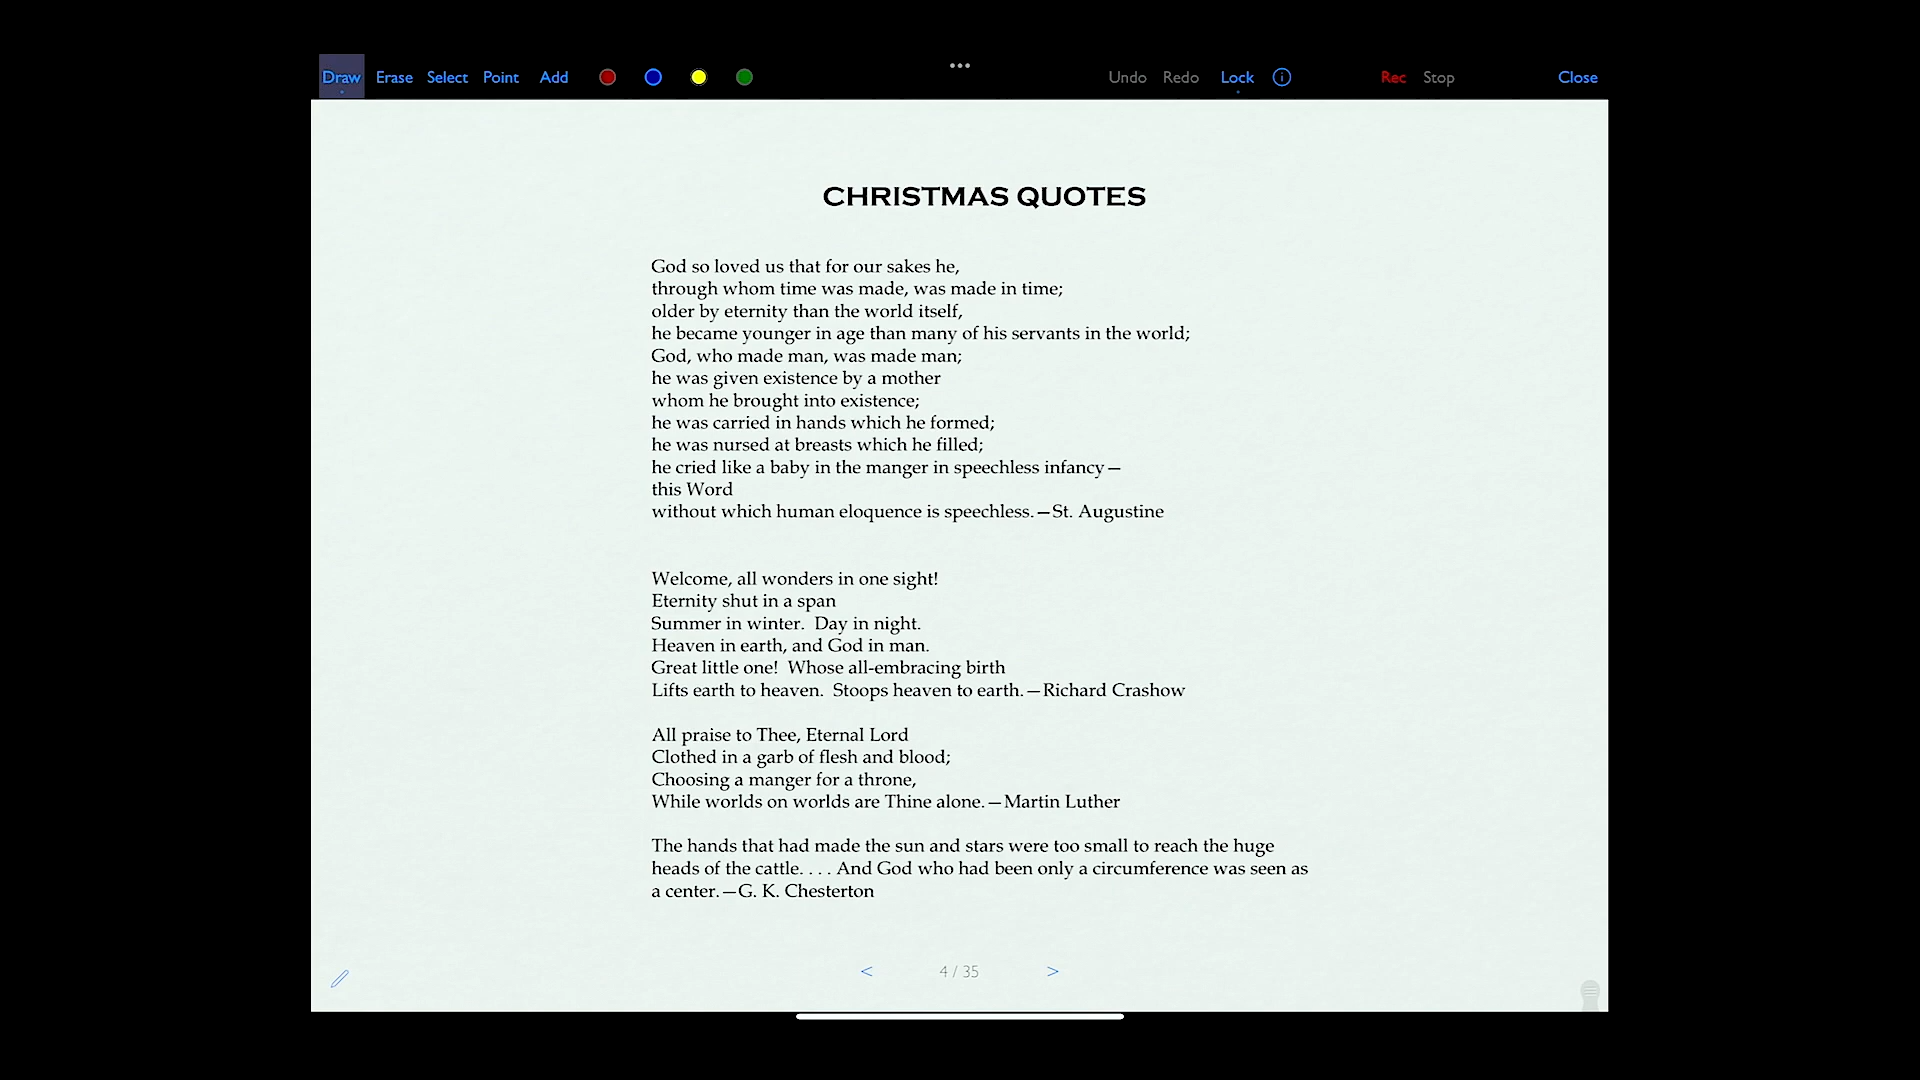 Draw Erase Select Point Add ••• Undo Redo Lock Rec Stop Close
CHRISTMAS QUOTES
God so loved us that for our sakes he,
through whom time was made, was made in time;
older by eternity than the world itself,
he became younger in age than many of his servants in the world;
God, who made man, was made man;
he was given existence by a mother
whom he brought into existence;
he was carried in hands which he formed;
he was nursed at breasts which he filled;
he cried like a baby in the manger in speechless infancy—
this Word
without which human eloquence is speechless.—St. Augustine
Welcome, all wonders in one sight!
Eternity shut in a span
Summer in winter.  Day in night.
Heaven in earth, and God in man.
Great little one!  Whose all-embracing birth
Lifts earth to heaven.  Stoops heaven to earth.—Richard Crashow
All praise to Thee, Eternal Lord
Clothed in a garb of flesh and blood;
Choosing a manger for a throne,
While worlds on worlds are Thine alone.—Martin Luther
The hands that had made the sun and stars were too small to reach the huge
heads of the cattle. . . . And God who had been only a circumference was seen as
a center.—G. K. Chesterton
< 4 / 35 >